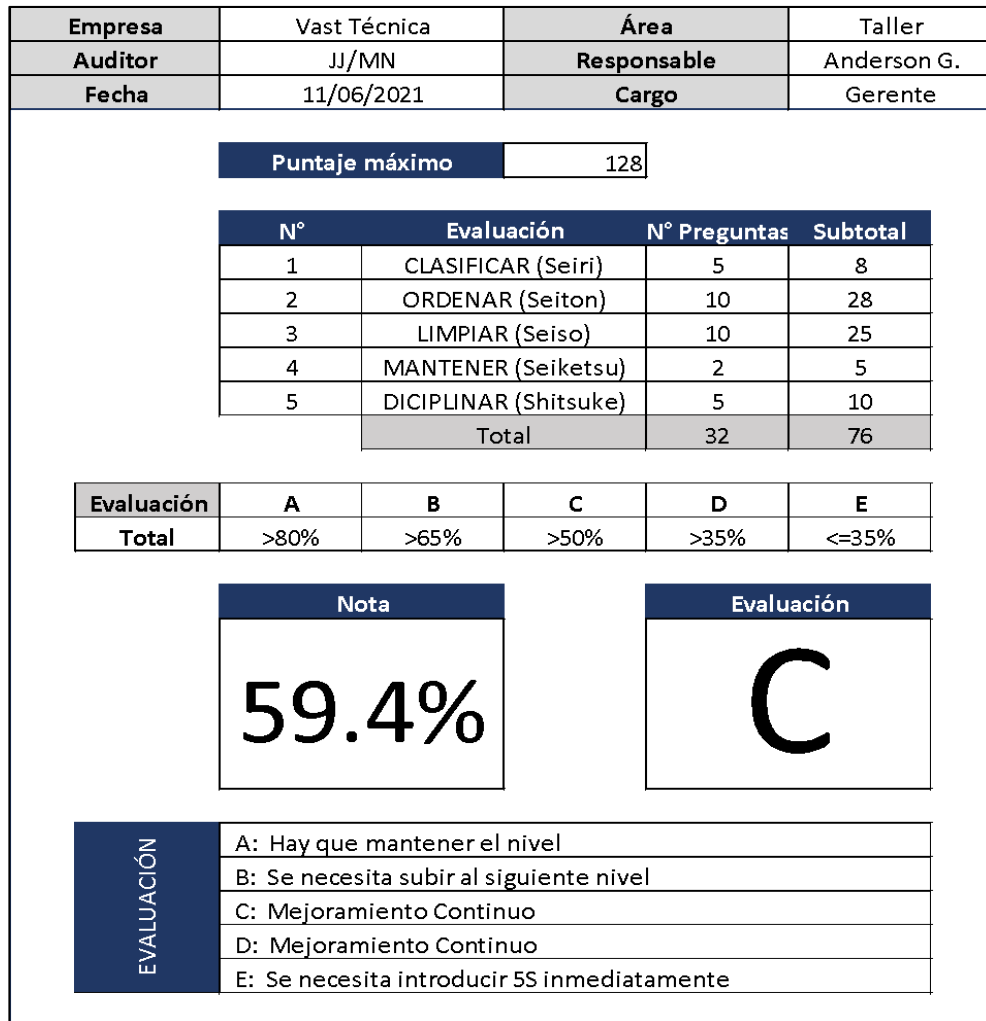 Empresa Vast Técnica Área Taller
Auditor JJ/MN Responsable Anderson G.
Fecha 11/06/2021 Cargo Gerente
Puntaje máximo 128
N° Evaluación N° Preguntas Subtotal
1 CLASIFICAR (Seiri) 5 8
2 ORDENAR (Seiton) 10 28
3 LIMPIAR (Seiso) 10 25
4 MANTENER (Seiketsu) 2 5
5 DICIPLINAR (Shitsuke) 5 10
Total 32 76
Evaluación A B C D E
Total >80% >65% >50% >35% <=35%
Nota Evaluación
59.4% C
EVALUACIÓN
A: Hay que mantener el nivel
B: Se necesita subir al siguiente nivel
C: Mejoramiento Continuo
D: Mejoramiento Continuo
E: Se necesita introducir 5S inmediatamente